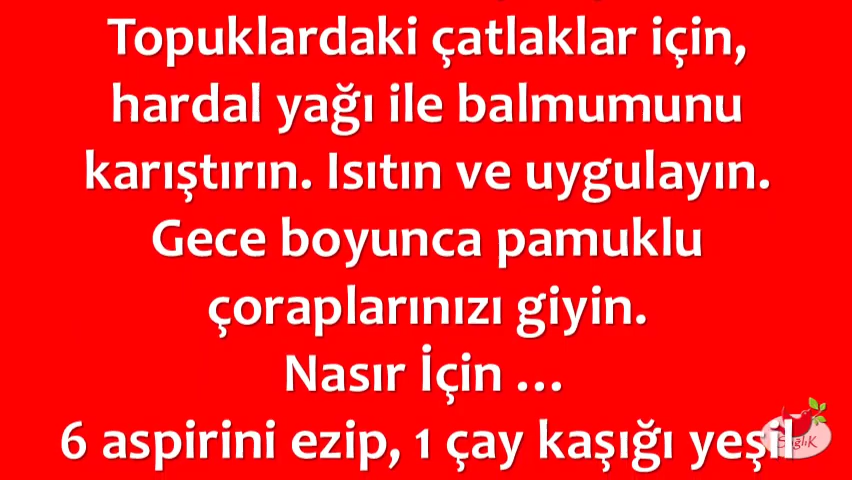 Topuklardaki çatlaklar için,
hardal yağı ile balmumunu
karıştırın. Isıtın ve uygulayın.
Gece boyunca pamuklu
çoraplarınızı giyin.
Nasır İçin ...
6 aspirini ezip, 1 çay kaşığı yeşil
SağlıK